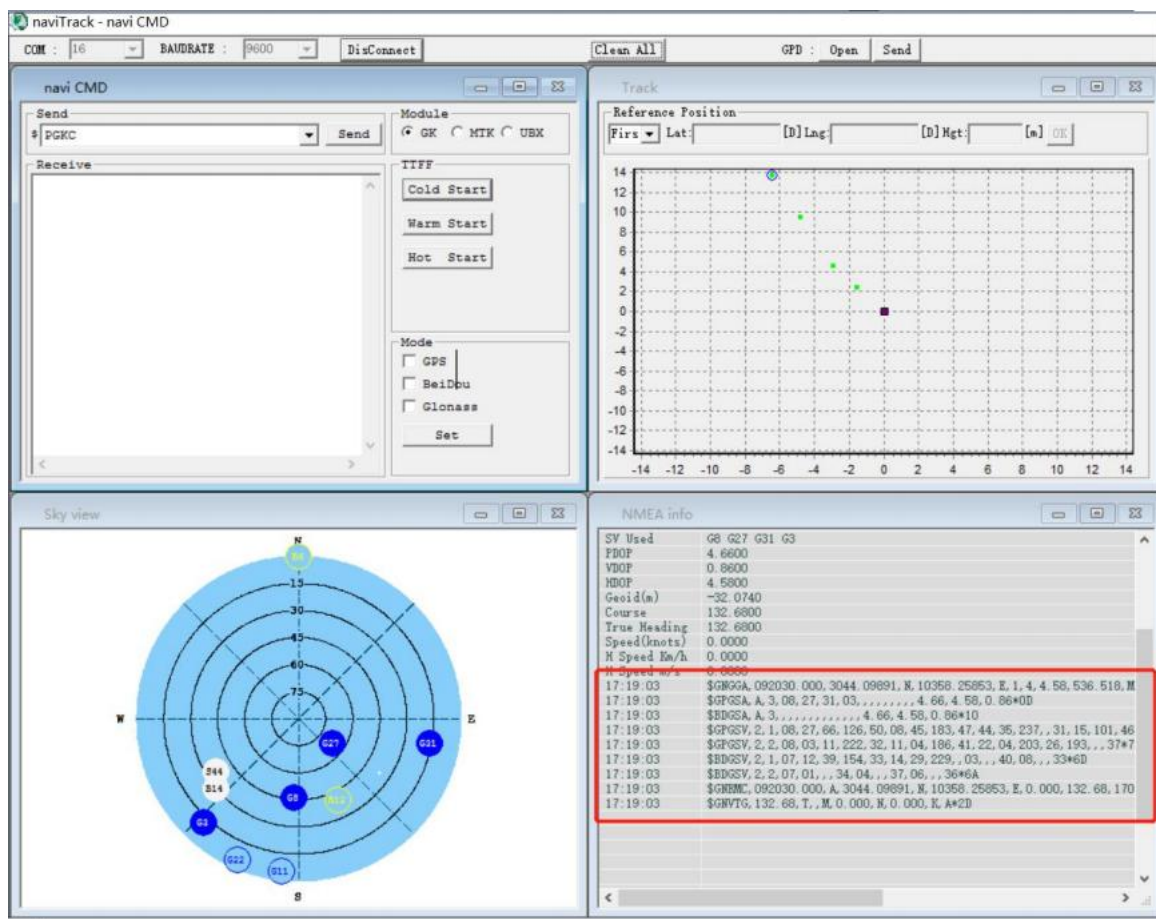 naviTrack - navi CMD
COM : 16 BAUDRATE : 9600 DisConnect Clean All GPD : Open Send
navi CMD
Send
$ PGKC Send
Module
GK MTK UBX
Receive
TTFF
Cold Start
Warm Start
Hot Start
Mode
GPS
BeiDou
Glonass
Set
Track
Reference Position
Firs Lat: [D] Lng: [D] Hgt: [m] OK
14
12
10
8
6
4
2
0
-2
-4
-6
-8
-10
-12
-14
-14 -12 -10 -8 -6 -4 -2 0 2 4 6 8 10 12 14
Sky view
N
15
30
45
60
75
W E
G27 G31
S44
B14
G8 B12
G3
G22 G11
S
NMEA info
SV Used G8 G27 G31 G3
PDOP 4.6600
VDOP 0.8600
HDOP 4.5800
Geoid(m) -32.0740
Course 132.6800
True Heading 132.6800
Speed(knots) 0.0000
H Speed Km/h 0.0000
H Speed m/s 0.0000
17:19:03 $GNGGA,092030.000,3044.09891,N,10358.25853,E,1,4,4.58,536.518,M
17:19:03 $GPGSA,A,3,08,27,31,03,,,,,,,,,4.66,4.58,0.86*0D
17:19:03 $BDGSA,A,3,,,,,,,,,,,,,4.66,4.58,0.86*10
17:19:03 $GPGSV,2,1,08,27,66,126,50,08,45,183,47,44,35,237,,31,15,101,46
17:19:03 $GPGSV,2,2,08,03,11,222,32,11,04,186,41,22,04,203,26,193,,,37*7
17:19:03 $BDGSV,2,1,07,12,39,154,33,14,29,229,,03,,,40,08,,,33*6D
17:19:03 $BDGSV,2,2,07,01,,,34,04,,,37,06,,,36*6A
17:19:03 $GNRMC,092030.000,A,3044.09891,N,10358.25853,E,0.000,132.68,170
17:19:03 $GNVTG,132.68,T,,M,0.000,N,0.000,K,A*2D